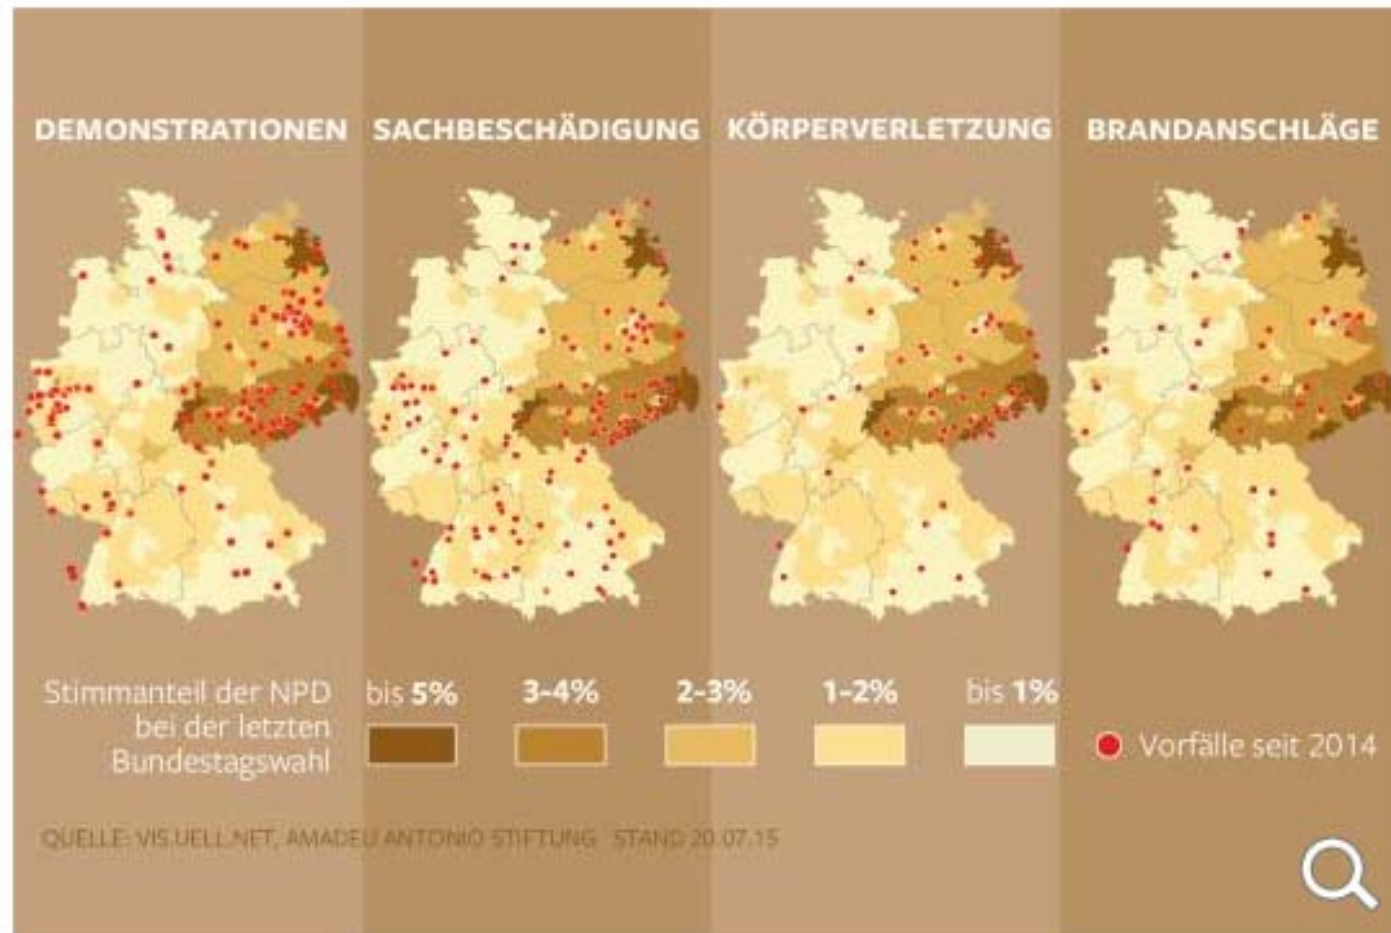 DEMONSTRATIONEN
SACHBESCHÄDIGUNG
KÖRPERVERLETZUNG
BRANDANSCHLÄGE
Stimmanteil der NPD
bei der letzten
Bundestagswahl
bis 5%
3-4%
2-3%
1-2%
bis 1%
Vorfälle seit 2014
QUELLE: VIS.UELL.NET, AMADEU ANTONIO STIFTUNG STAND 20.07.15